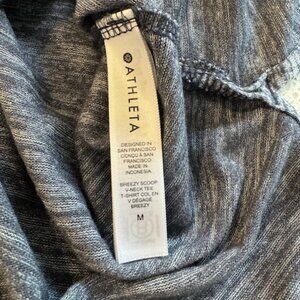 ATHLETA
DESIGNED IN
SAN FRANCISCO
CONÇU À SAN
FRANCISCO
MADE IN
INDONESIA.
BREEZY SCOOP
V-NECK TEE
T-SHIRT COL EN
V DÉGAGÉ
BREEZY
M